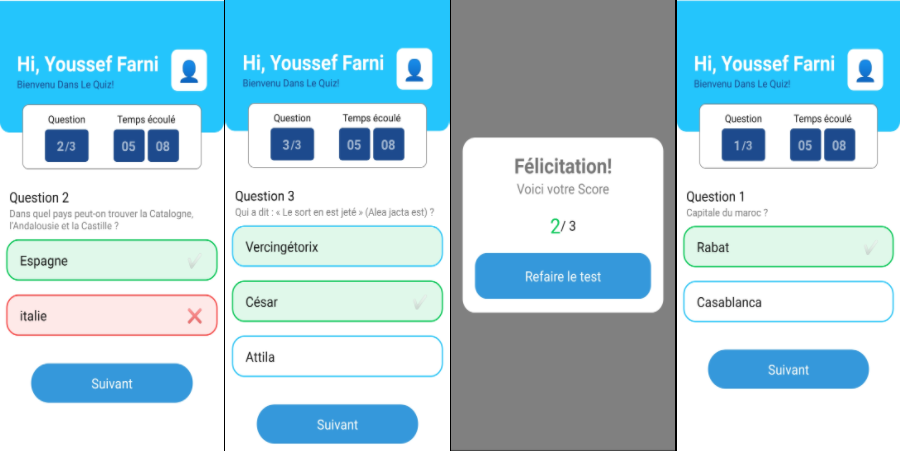 Hi, Youssef Farni
Bienvenu Dans Le Quiz!
Question
Temps écoulé
2/3
05
08
Question 2
Dans quel pays peut-on trouver la Catalogne,
l'Andalousie et la Castille ?
Espagne
italie
Suivant
Hi, Youssef Farni
Bienvenu Dans Le Quiz!
Question
Temps écoulé
3/3
05
08
Question 3
Qui a dit : « Le sort en est jeté » (Alea jacta est) ?
Vercingétorix
César
Attila
Suivant
Félicitation!
Voici votre Score
2/ 3
Refaire le test
Hi, Youssef Farni
Bienvenu Dans Le Quiz!
Question
Temps écoulé
1/3
05
08
Question 1
Capitale du maroc ?
Rabat
Casablanca
Suivant